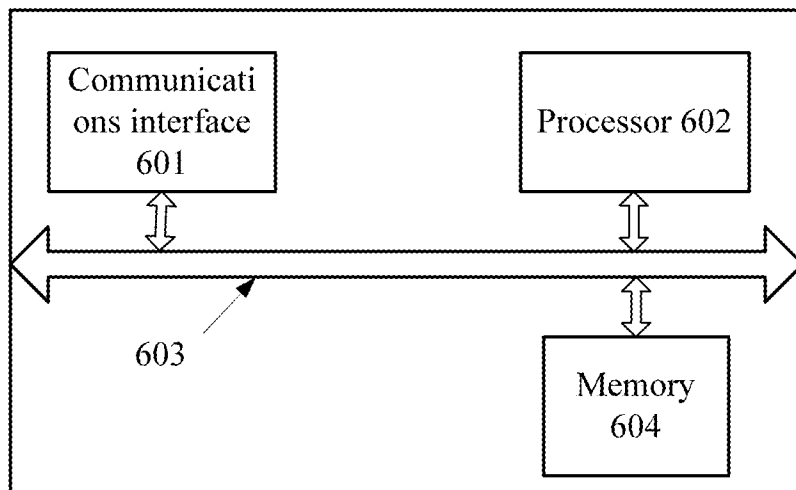 Communicati
ons interface
601
Processor 602
603
Memory
604